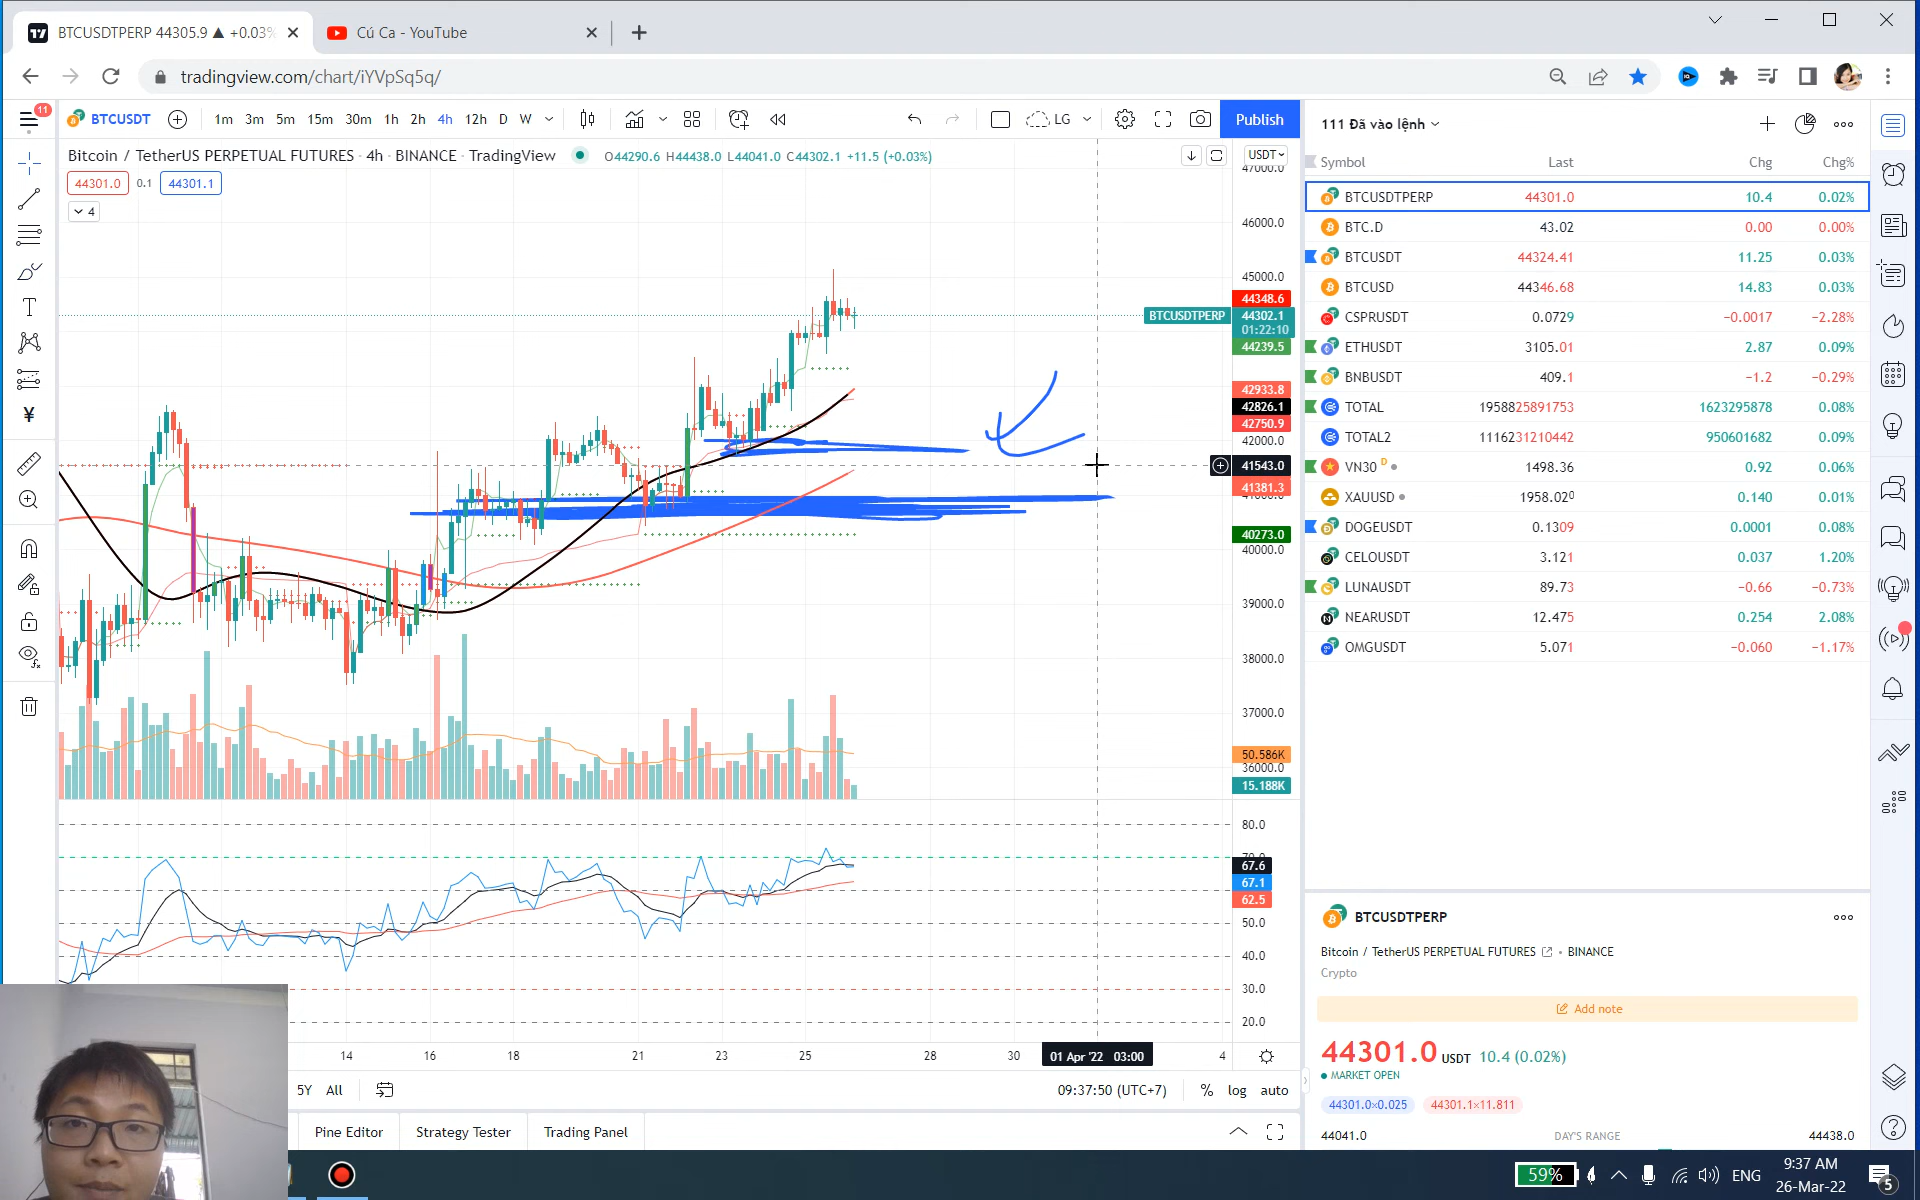 BTCUSDTPERP 44305.9 ▲ +0.03%
Cú Ca - YouTube
tradingview.com/chart/iYVpSq5q/
11
BTCUSDT
1m 3m 5m 15m 30m 1h 2h 4h 12h D W
LG
Publish
Bitcoin / TetherUS PERPETUAL FUTURES · 4h · BINANCE · TradingView
O44290.6 H44438.0 L44041.0 C44302.1 +11.5 (+0.03%)
USDT
44301.0 0.1 44301.1
4
47000.0
46000.0
45000.0
44348.6
BTCUSDTPERP 44302.1
01:22:10
44239.5
42933.8
42826.1
42750.9
42000.0
41543.0
41381.3
41000.0
40273.0
40000.0
39000.0
38000.0
37000.0
50.586K
36000.0
15.188K
80.0
70.0
67.6
67.1
62.5
50.0
40.0
30.0
20.0
14 16 18 21 23 25 28 30 01 Apr '22 03:00 4
5Y All
09:37:50 (UTC+7) % log auto
Pine Editor Strategy Tester Trading Panel
111 Đã vào lệnh
Symbol Last Chg Chg%
BTCUSDTPERP 44301.0 10.4 0.02%
BTC.D 43.02 0.00 0.00%
BTCUSDT 44324.41 11.25 0.03%
BTCUSD 44346.68 14.83 0.03%
CSPRUSDT 0.0729 −0.0017 −2.28%
ETHUSDT 3105.01 2.87 0.09%
BNBUSDT 409.1 −1.2 −0.29%
TOTAL 1958825891753 1623295878 0.08%
TOTAL2 1116231210442 950601682 0.09%
VN30 D 1498.36 0.92 0.06%
XAUUSD 1958.020 0.140 0.01%
DOGEUSDT 0.1309 0.0001 0.08%
CELOUSDT 3.121 0.037 1.20%
LUNAUSDT 89.73 −0.66 −0.73%
NEARUSDT 12.475 0.254 2.08%
OMGUSDT 5.071 −0.060 −1.17%
BTCUSDTPERP
Bitcoin / TetherUS PERPETUAL FUTURES • BINANCE
Crypto
Add note
44301.0 USDT 10.4 (0.02%)
MARKET OPEN
44301.0×0.025 44301.1×11.811
44041.0 DAY'S RANGE 44438.0
59%
ENG
9:37 AM
26-Mar-22
5